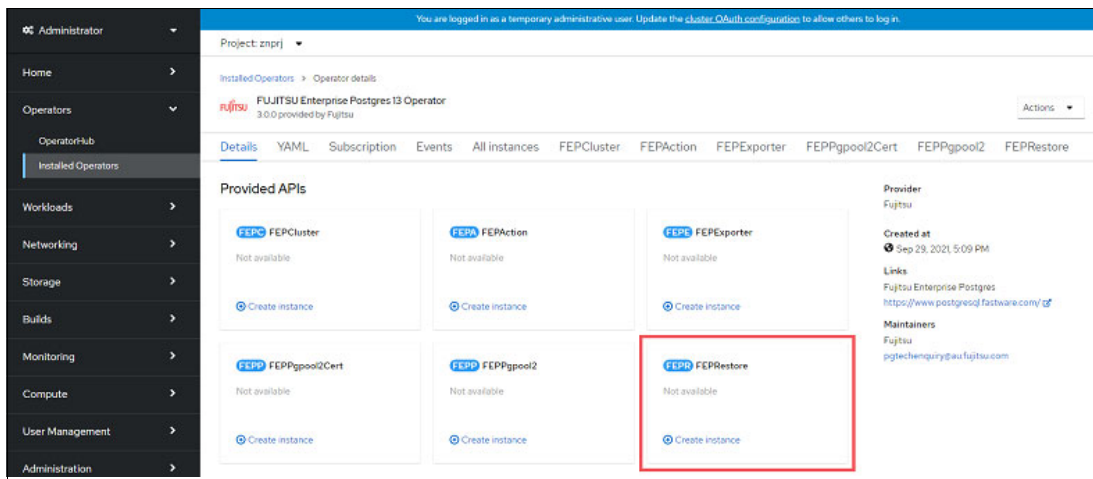 You are logged in as a temporary administrative user. Update the cluster OAuth configuration to allow others to log in.
Administrator
Home
Operators
OperatorHub
Installed Operators
Workloads
Networking
Storage
Builds
Monitoring
Compute
User Management
Administration
Project: znprj
Installed Operators > Operator details
FUJITSU
FUJITSU Enterprise Postgres 13 Operator
3.0.0 provided by Fujitsu
Actions
Details YAML Subscription Events All instances FEPCluster FEPAction FEPExporter FEPPgpool2Cert FEPPgpool2 FEPRestore
Provided APIs
FEPC FEPCluster
Not available
Create instance
FEPA FEPAction
Not available
Create instance
FEPE FEPExporter
Not available
Create instance
FEPP FEPPgpool2Cert
Not available
Create instance
FEPP FEPPgpool2
Not available
Create instance
FEPR FEPRestore
Not available
Create instance
Provider
Fujitsu
Created at
Sep 29, 2021, 5:09 PM
Links
Fujitsu Enterprise Postgres
https://www.postgresql.fastware.com/
Maintainers
Fujitsu
pgtechenquiry@au.fujitsu.com